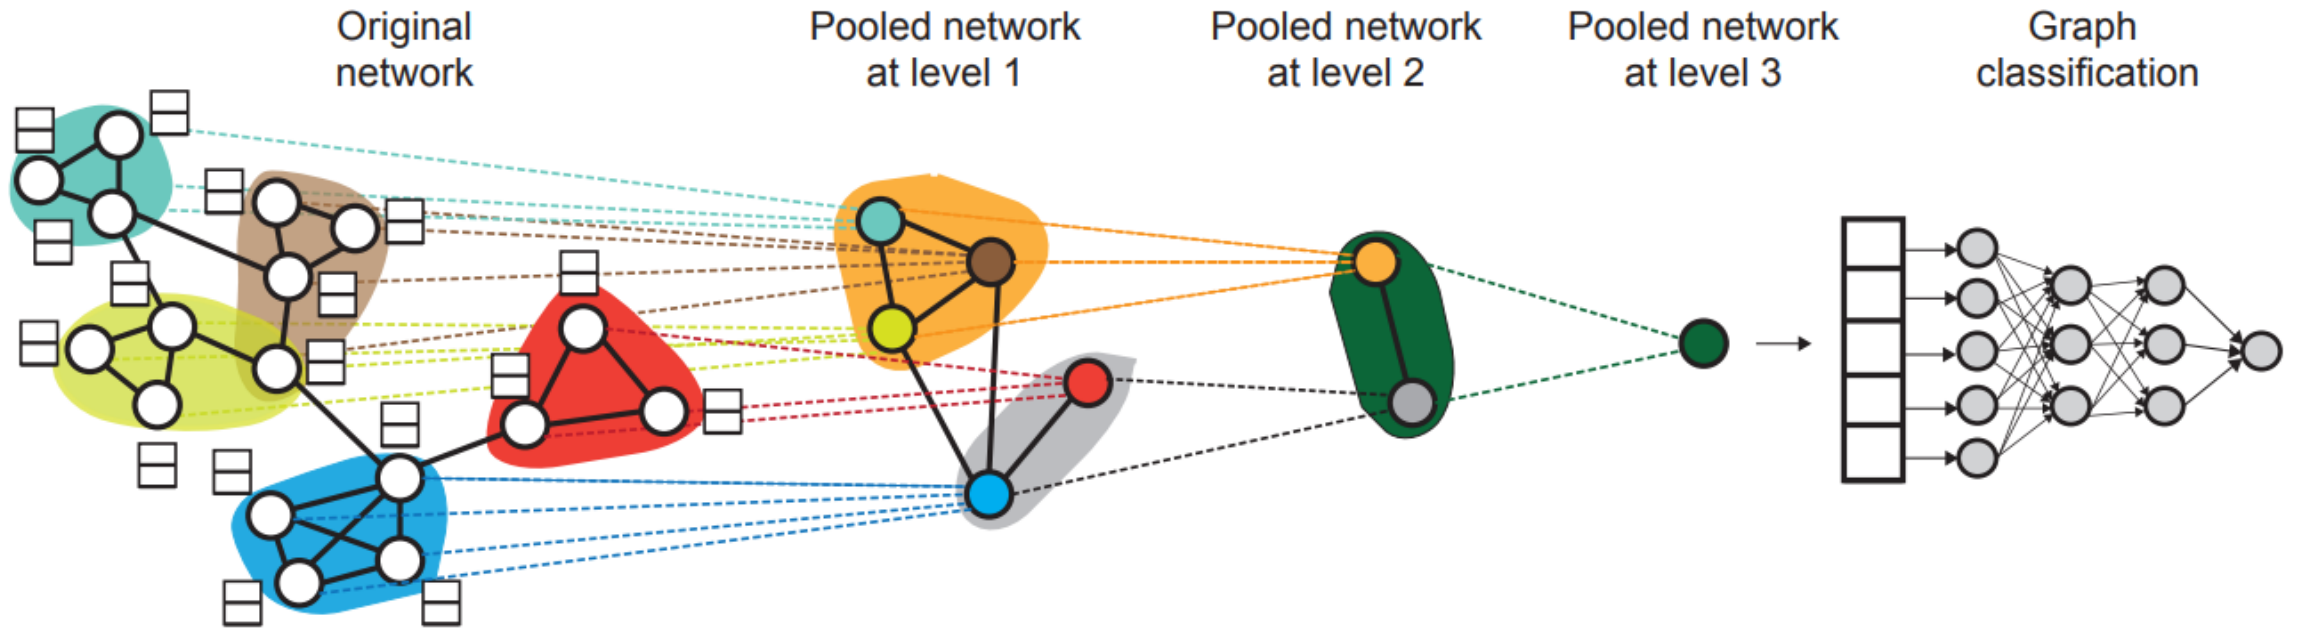 Original
network
Pooled network
at level 1
Pooled network
at level 2
Pooled network
at level 3
Graph
classification